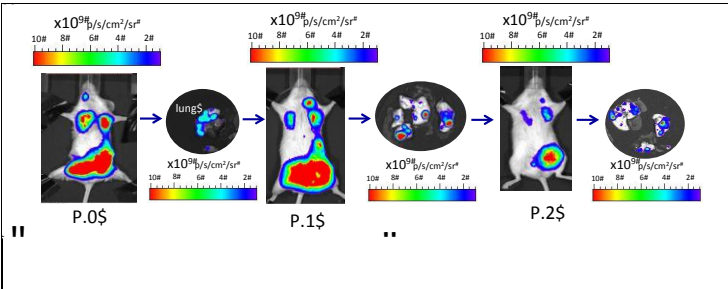 x10⁹# p/s/cm²/sr#
10# 8# 6# 4# 2#
x10⁹# p/s/cm²/sr#
10# 8# 6# 4# 2#
x10⁹# p/s/cm²/sr#
10# 8# 6# 4# 2#
lung$
x10⁹# p/s/cm²/sr#
10# 8# 6# 4# 2#
x10⁹# p/s/cm²/sr#
10# 8# 6# 4# 2#
x10⁹# p/s/cm²/sr#
10# 8# 6# 4# 2#
P.0$
P.1$
P.2$
" "